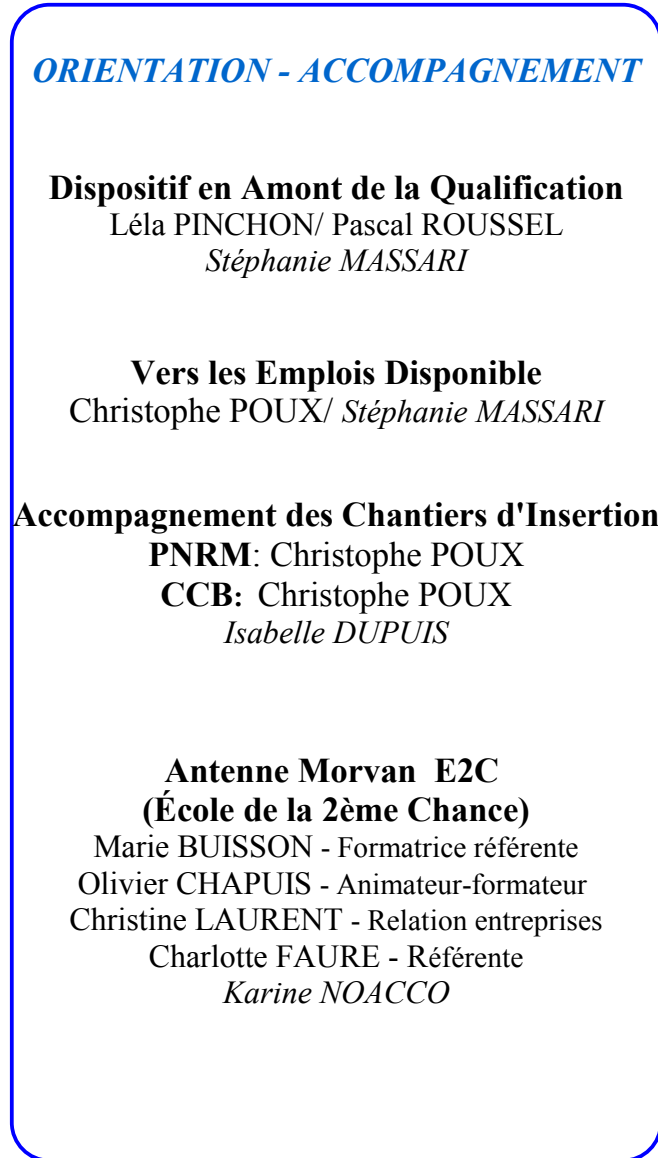 ORIENTATION - ACCOMPAGNEMENT
Dispositif en Amont de la Qualification
Léla PINCHON/ Pascal ROUSSEL
Stéphanie MASSARI
Vers les Emplois Disponible
Christophe POUX/ Stéphanie MASSARI
Accompagnement des Chantiers d'Insertion
PNRM: Christophe POUX
CCB: Christophe POUX
Isabelle DUPUIS
Antenne Morvan E2C
(École de la 2ème Chance)
Marie BUISSON - Formatrice référente
Olivier CHAPUIS - Animateur-formateur
Christine LAURENT - Relation entreprises
Charlotte FAURE - Référente
Karine NOACCO